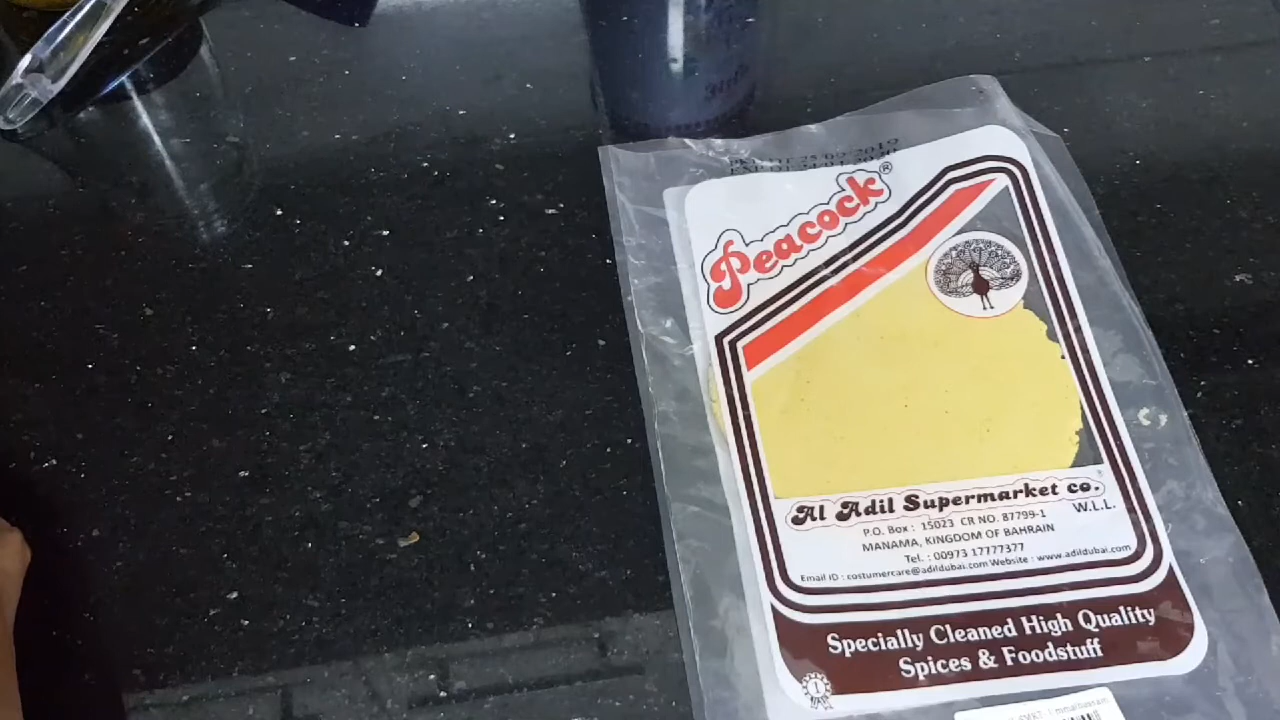 Peacock®
Al Adil Supermarket co.
W.L.L.
P.O. Box : 15023 CR NO. 87799-1
MANAMA, KINGDOM OF BAHRAIN
Tel. : 00973 17777377
Email ID : costumercare@adildubai.com Website : www.adildubai.com
Specially Cleaned High Quality
Spices & Foodstuff
1